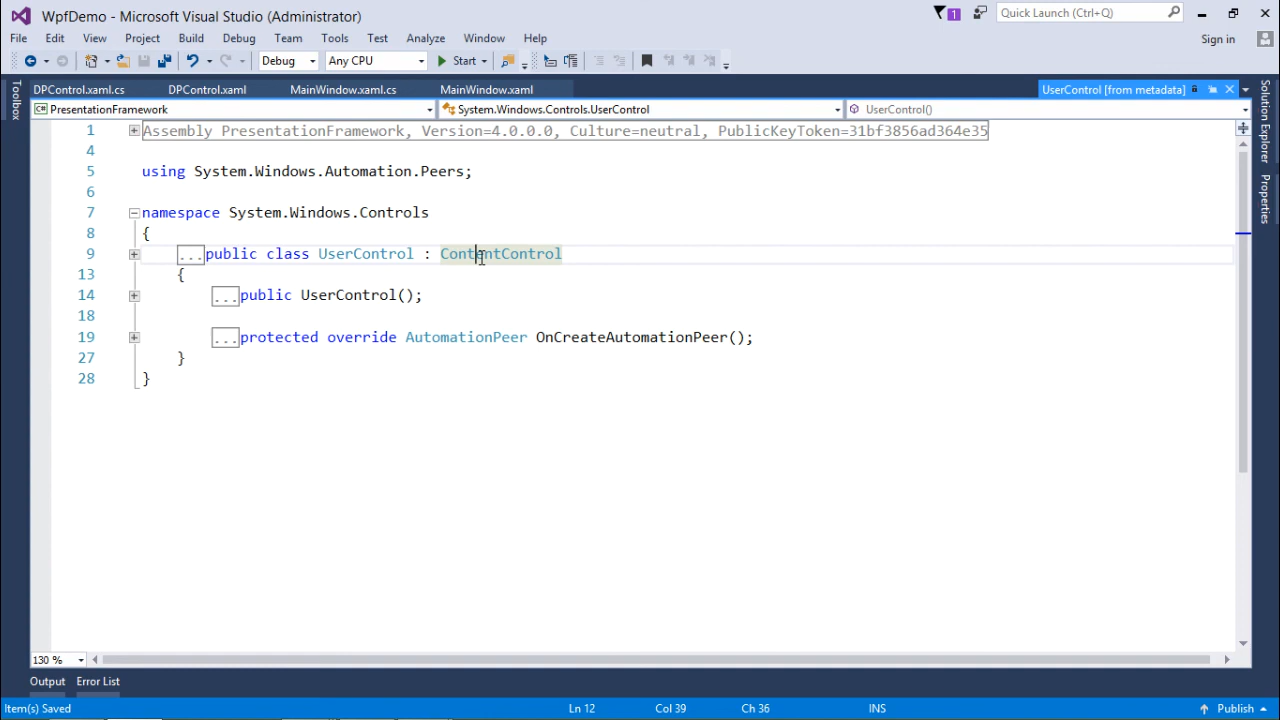 WpfDemo - Microsoft Visual Studio (Administrator)
1
Quick Launch (Ctrl+Q)
File Edit View Project Build Debug Team Tools Test Analyze Window Help
Sign in
Debug Any CPU Start
Toolbox
DPControl.xaml.cs DPControl.xaml MainWindow.xaml.cs MainWindow.xaml UserControl [from metadata]
PresentationFramework System.Windows.Controls.UserControl UserControl()
Solution Explorer
Properties
1 Assembly PresentationFramework, Version=4.0.0.0, Culture=neutral, PublicKeyToken=31bf3856ad364e35
4
5 using System.Windows.Automation.Peers;
6
7 namespace System.Windows.Controls
8 {
9 ...public class UserControl : ContentControl
13 {
14 ...public UserControl();
18
19 ...protected override AutomationPeer OnCreateAutomationPeer();
27 }
28 }
130 %
Output Error List
Item(s) Saved Ln 12 Col 39 Ch 36 INS Publish